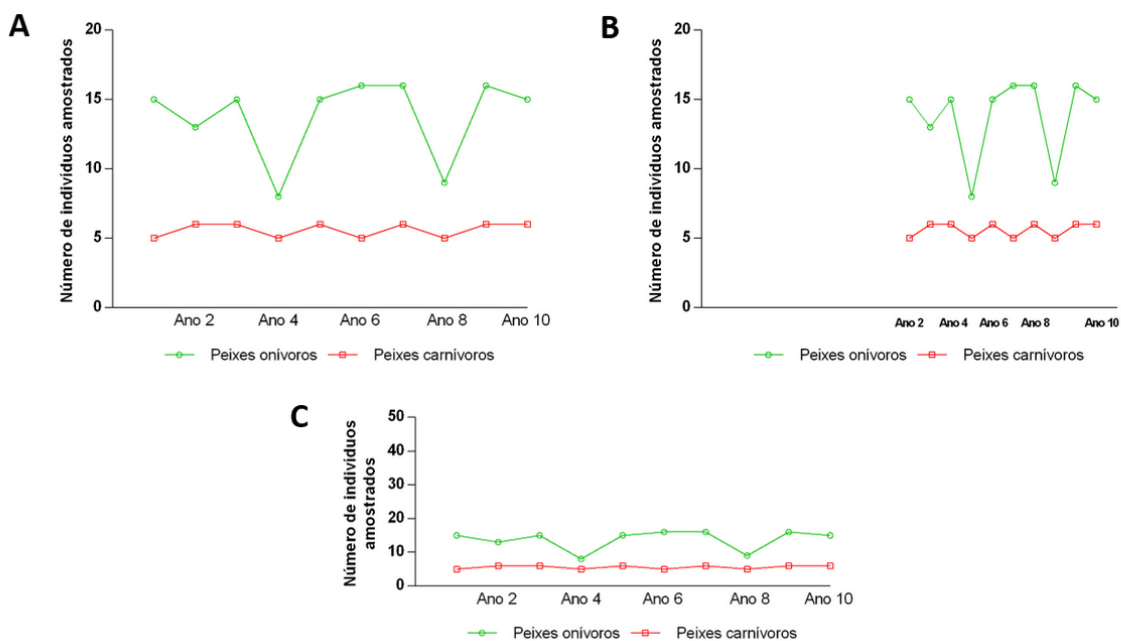 A
Número de indivíduos amostrados
20
15
10
5
0
Ano 2 Ano 4 Ano 6 Ano 8 Ano 10
Peixes onívoros Peixes carnívoros
B
Número de indivíduos amostrados
20
15
10
5
0
Ano 2 Ano 4 Ano 6 Ano 8 Ano 10
Peixes onívoros Peixes carnívoros
C
Número de indivíduos
amostrados
50
40
30
20
10
0
Ano 2 Ano 4 Ano 6 Ano 8 Ano 10
Peixes onívoros Peixes carnívoros